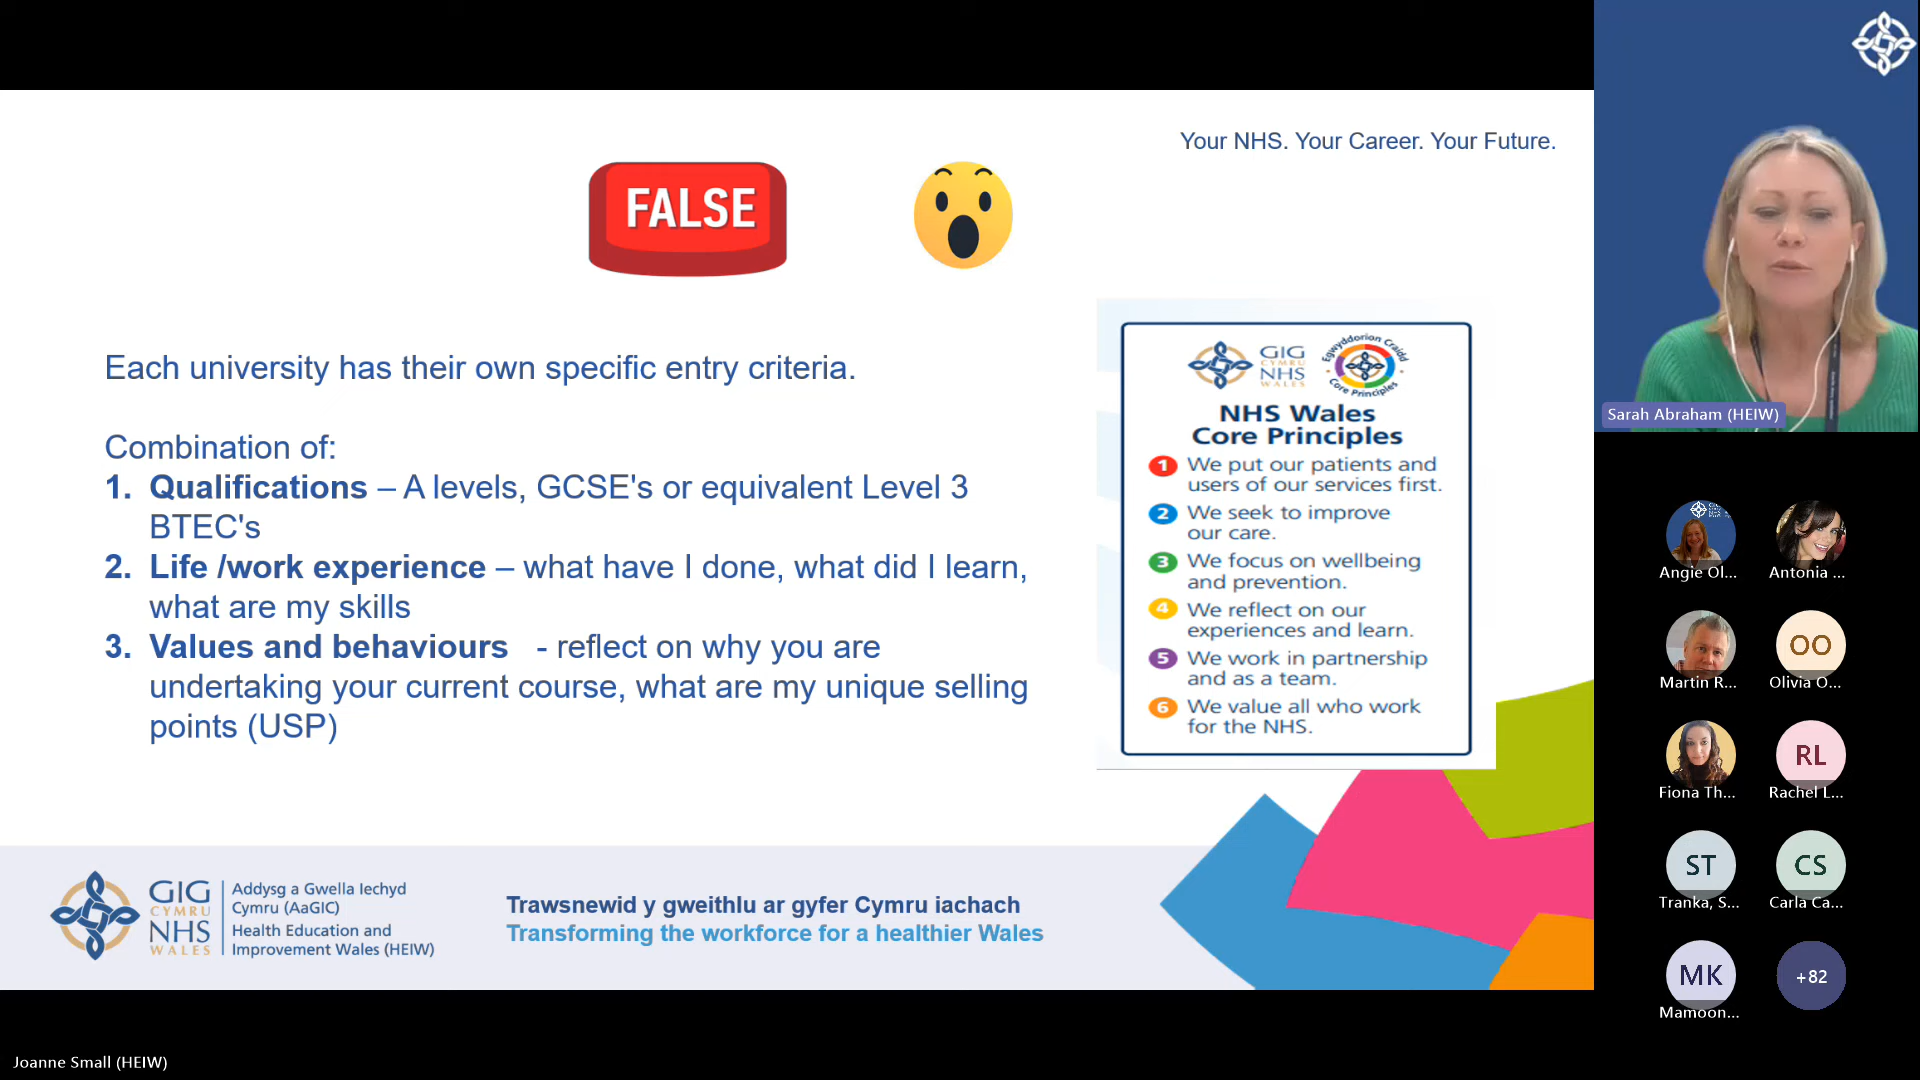 Your NHS. Your Career. Your Future.
FALSE
Each university has their own specific entry criteria.
Combination of:
1. Qualifications – A levels, GCSE's or equivalent Level 3
BTEC's
2. Life /work experience – what have I done, what did I learn,
what are my skills
3. Values and behaviours - reflect on why you are
undertaking your current course, what are my unique selling
points (USP)
GIG
CYMRU
NHS
WALES
Egwyddorion Craidd
Core Principles
NHS Wales
Core Principles
1 We put our patients and
users of our services first.
2 We seek to improve
our care.
3 We focus on wellbeing
and prevention.
4 We reflect on our
experiences and learn.
5 We work in partnership
and as a team.
6 We value all who work
for the NHS.
GIG
CYMRU
NHS
WALES
Addysg a Gwella Iechyd
Cymru (AaGIC)
Health Education and
Improvement Wales (HEIW)
Trawsnewid y gweithlu ar gyfer Cymru iachach
Transforming the workforce for a healthier Wales
Sarah Abraham (HEIW)
Angie Ol...
Antonia ...
Martin R...
OO
Olivia O...
Fiona Th...
RL
Rachel L...
ST
Tranka, S...
CS
Carla Ca...
MK
Mamoon...
+82
Joanne Small (HEIW)